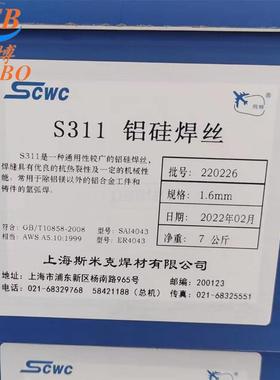 SCWC
飛輪
S311 铝硅焊丝
S311是一种通用性较广的铝硅焊丝,
焊缝具有优良的抗热裂性及一定的机械性
能。常用于除铝镁以外的铝合金工件和
铸件的氩弧焊。
批号: 220226
规格: 1.6mm
日期: 2022年02月
净重: 7 公斤
符合: GB/T10858-2008 型号: SAl4043
相当: AWS A5.10:1999 型号: ER4043
上海斯米克焊材有限公司
地址: 上海市浦东新区杨南路965号 邮编: 200123
电话: 021-68329768 58421188(总机) 传真: 021-68325551
SCWC